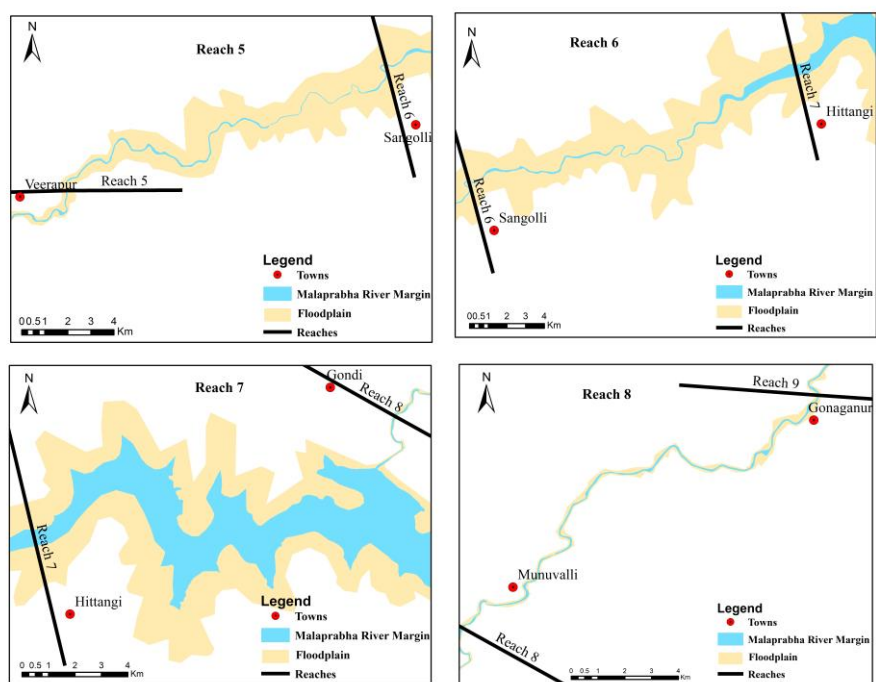 N
Reach 5
Reach 6
Sangolli
Veerapur
Reach 5
Legend
Towns
Malaprabha River Margin
Floodplain
Reaches
0 0.5 1 2 3 4
Km
N
Reach 6
Reach 7
Hittangi
Reach 6
Sangolli
Legend
Towns
Malaprabha River Margin
Floodplain
Reaches
0 0.5 1 2 3 4
Km
N
Reach 7
Gondi
Reach 8
Reach 7
Hittangi
Legend
Towns
Malaprabha River Margin
Floodplain
Reaches
0 0.5 1 2 3 4
Km
N
Reach 8
Reach 9
Gonaganur
Munuvalli
Reach 8
Legend
Towns
Malaprabha River Margin
Floodplain
Reaches
0 0.5 1 2 3 4
Km